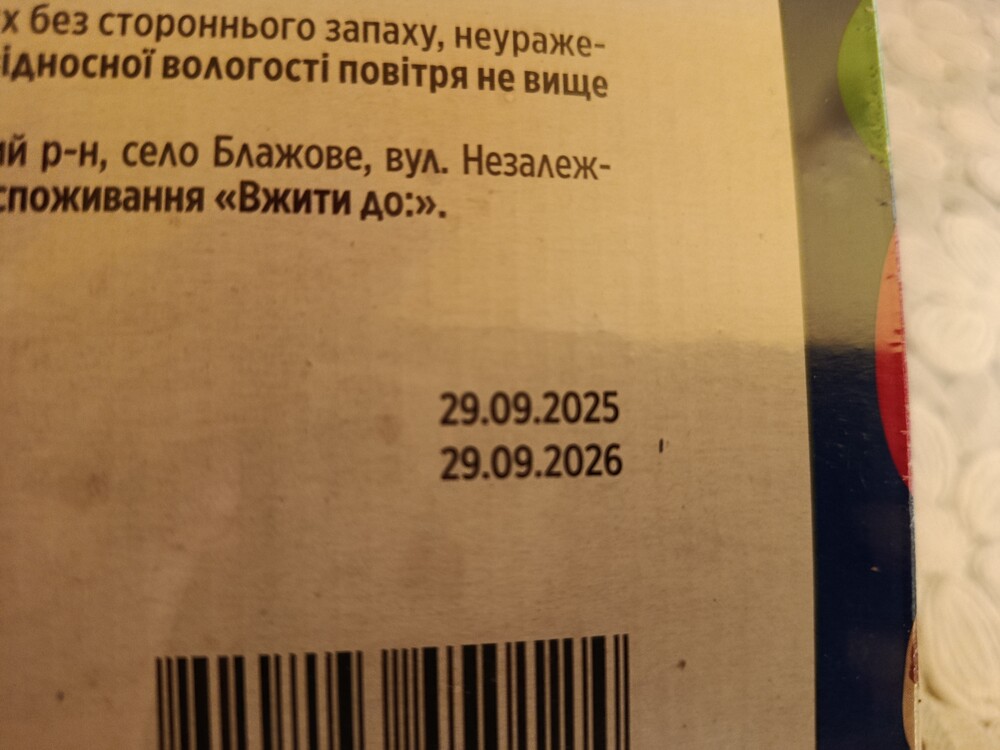 х без стороннього запаху, неураже-
ідносної вологості повітря не вище
р-н, село Блажове, вул. Незалеж-
споживання «Вжити до:».
29.09.2025
29.09.2026